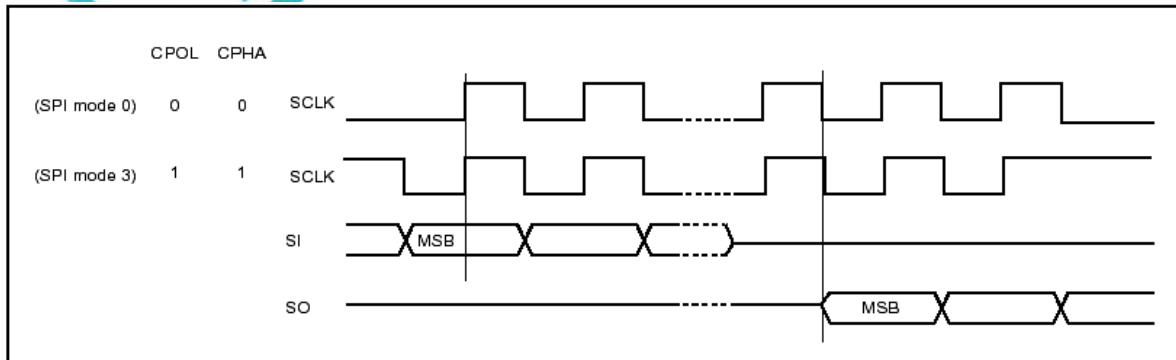 CPOL CPHA
(SPI mode 0) 0 0 SCLK
(SPI mode 3) 1 1 SCLK
SI MSB
SO MSB